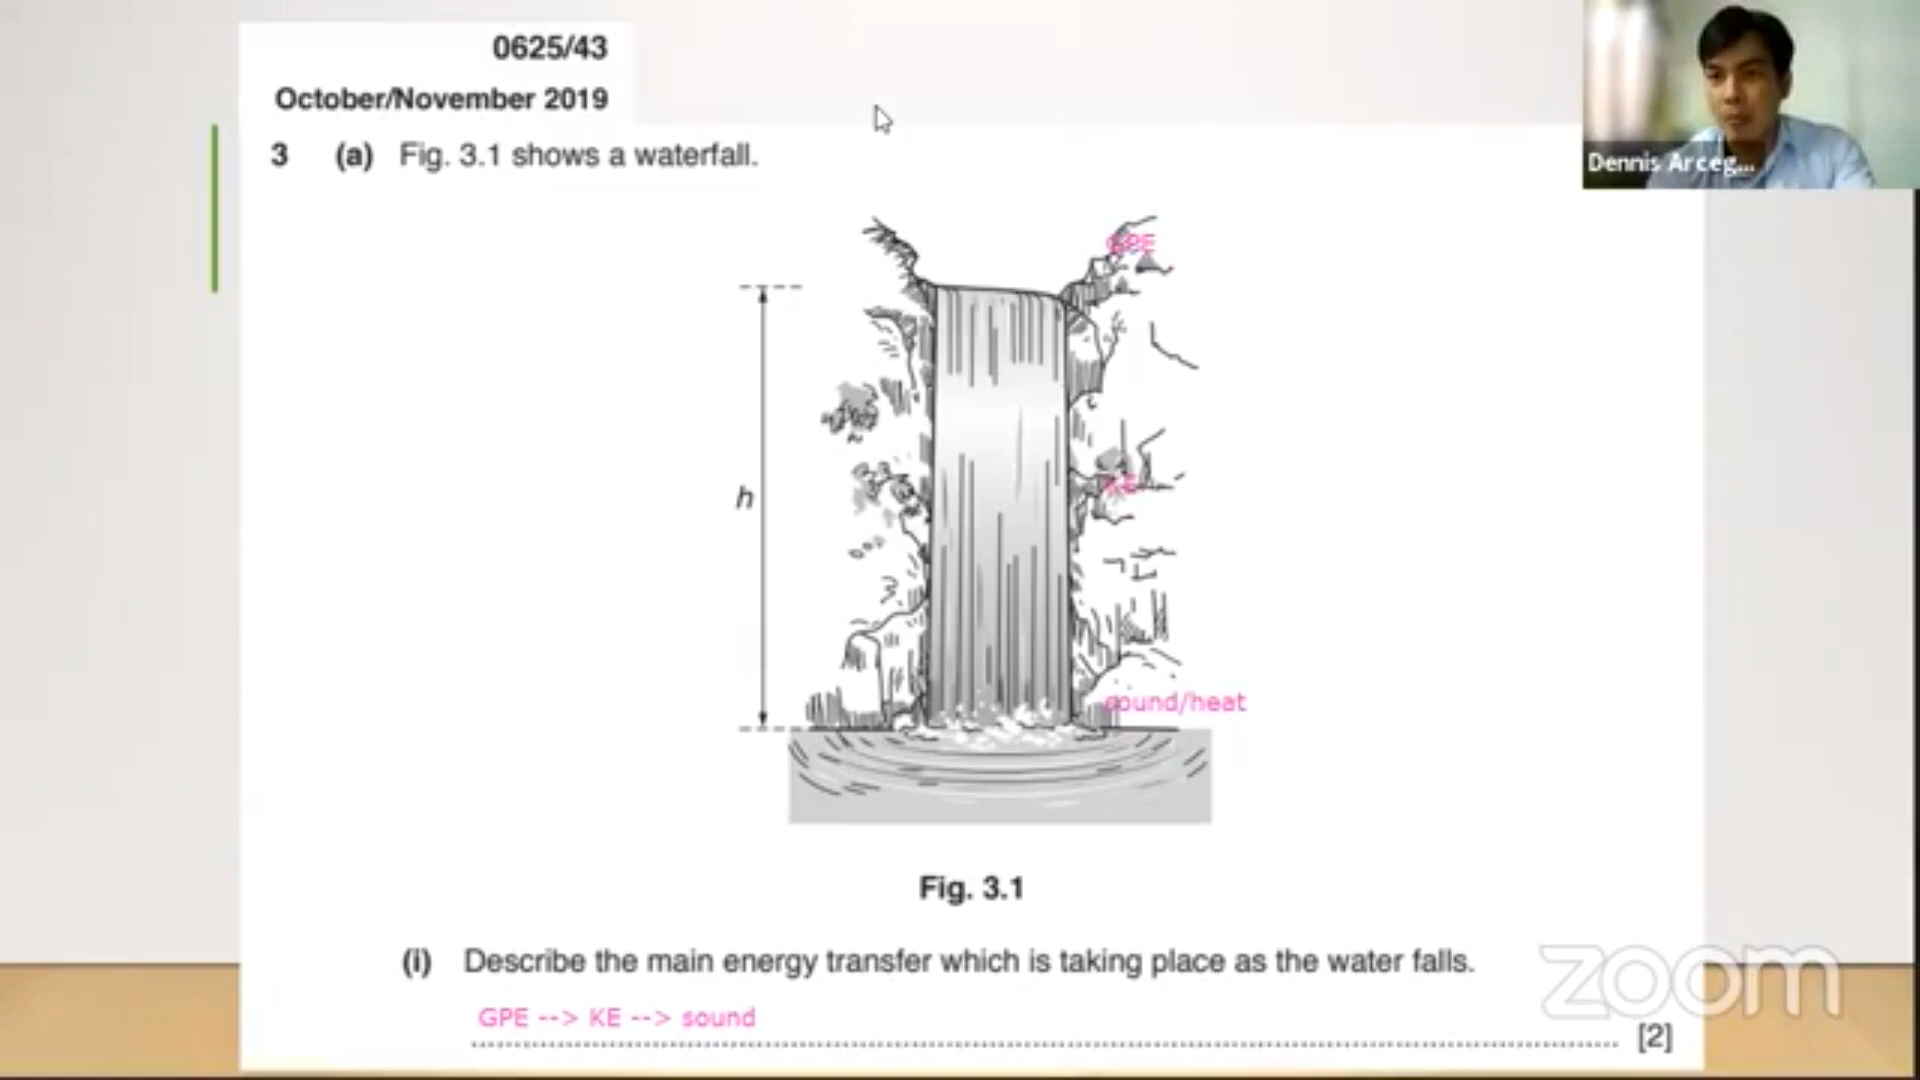 0625/43
October/November 2019
Dennis Arceg...
3 (a) Fig. 3.1 shows a waterfall.
GPE
h
KE
sound/heat
Fig. 3.1
(i) Describe the main energy transfer which is taking place as the water falls.
GPE --> KE --> sound
[2]
zoom